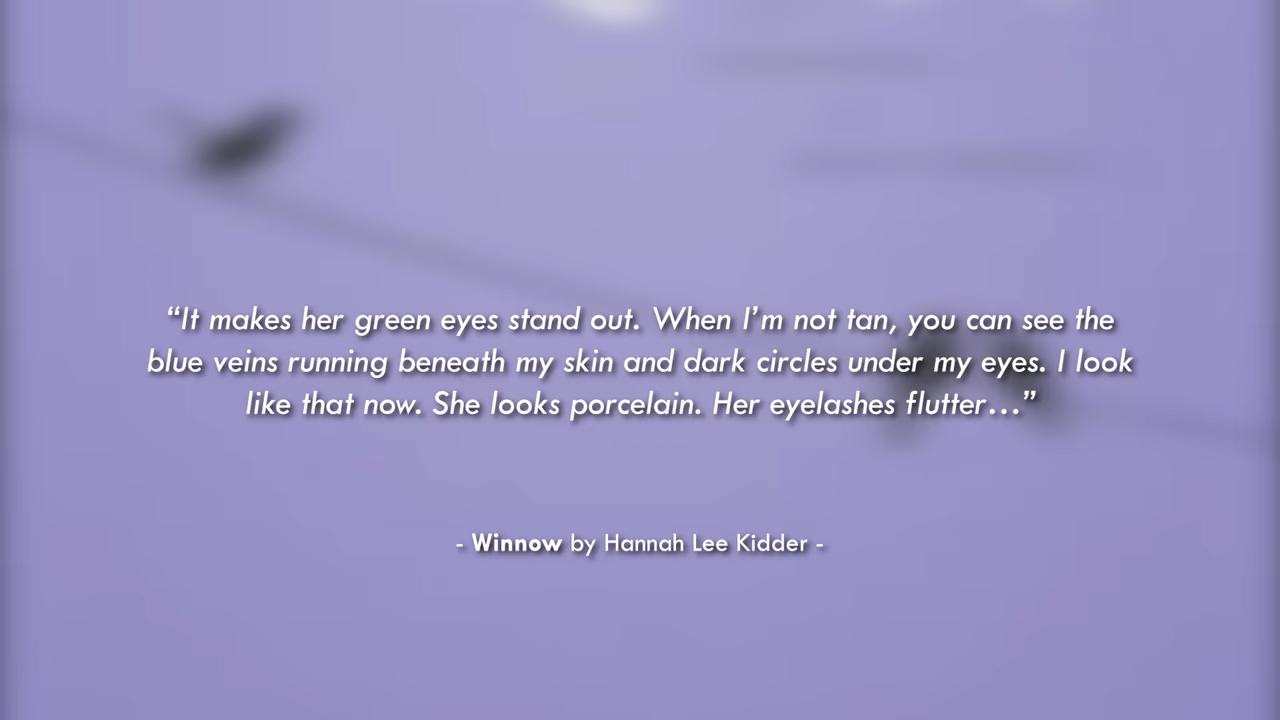 “It makes her green eyes stand out. When I’m not tan, you can see the
blue veins running beneath my skin and dark circles under my eyes. I look
like that now. She looks porcelain. Her eyelashes flutter…”
- Winnow by Hannah Lee Kidder -